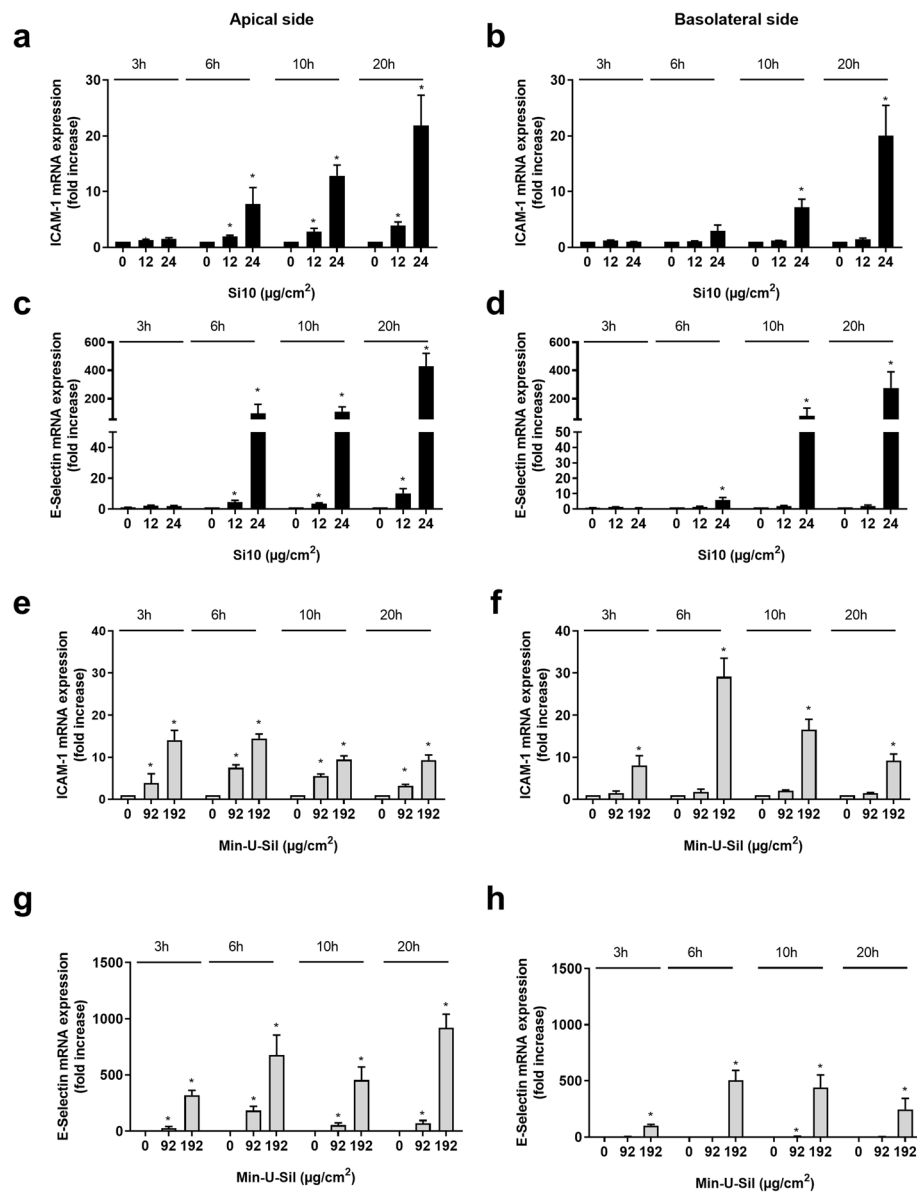 Apical side
Basolateral side
a
3h 6h 10h 20h
ICAM-1 mRNA expression
(fold increase)
30
20
10
0
0 12 24 0 12 24 0 12 24 0 12 24
* * * * * *
Si10 (µg/cm²)
b
3h 6h 10h 20h
ICAM-1 mRNA expression
(fold increase)
30
20
10
0
0 12 24 0 12 24 0 12 24 0 12 24
* *
Si10 (µg/cm²)
c
3h 6h 10h 20h
E-Selectin mRNA expression
(fold increase)
600
400
200
40
20
0
0 12 24 0 12 24 0 12 24 0 12 24
* * * * * *
Si10 (µg/cm²)
d
3h 6h 10h 20h
E-Selectin mRNA expression
(fold increase)
600
400
200
50
40
30
20
10
0
0 12 24 0 12 24 0 12 24 0 12 24
* * *
Si10 (µg/cm²)
e
3h 6h 10h 20h
ICAM-1 mRNA expression
(fold increase)
40
30
20
10
0
0 92 192 0 92 192 0 92 192 0 92 192
* * * * * * * *
Min-U-Sil (µg/cm²)
f
3h 6h 10h 20h
ICAM-1 mRNA expression
(fold increase)
40
30
20
10
0
0 92 192 0 92 192 0 92 192 0 92 192
* * * *
Min-U-Sil (µg/cm²)
g
3h 6h 10h 20h
E-Selectin mRNA expression
(fold increase)
1500
1000
500
0
0 92 192 0 92 192 0 92 192 0 92 192
* * * * * * * *
Min-U-Sil (µg/cm²)
h
3h 6h 10h 20h
E-Selectin mRNA expression
(fold increase)
1500
1000
500
0
0 92 192 0 92 192 0 92 192 0 92 192
* * * * *
Min-U-Sil (µg/cm²)